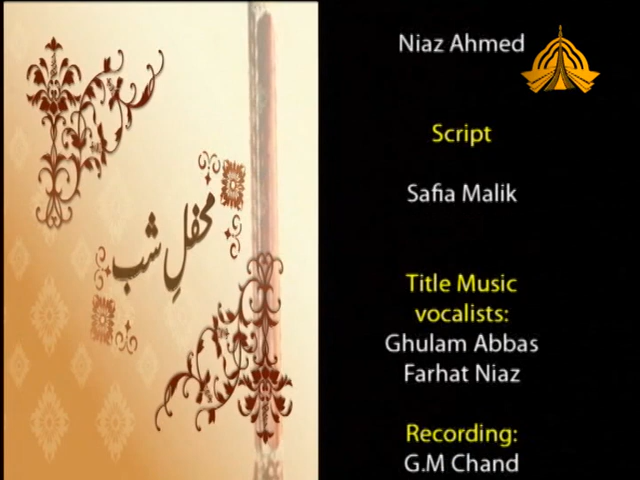 محفلِ شب
Niaz Ahmed
Script
Safia Malik
Title Music
vocalists:
Ghulam Abbas
Farhat Niaz
Recording:
G.M Chand